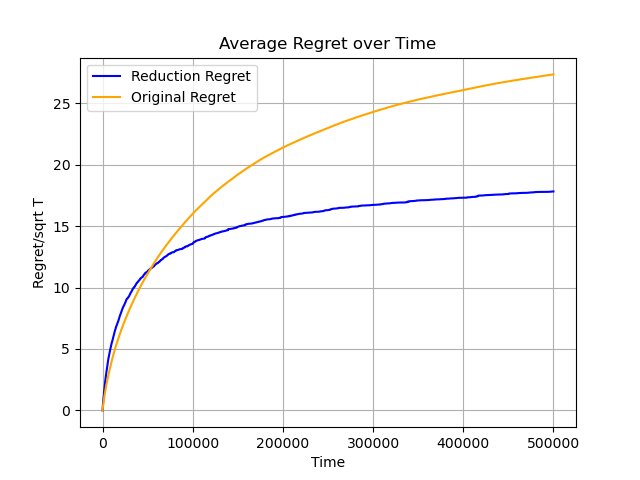 Average Regret over Time
Reduction Regret
Original Regret
Regret/sqrt T
25
20
15
10
5
0
0 100000 200000 300000 400000 500000
Time